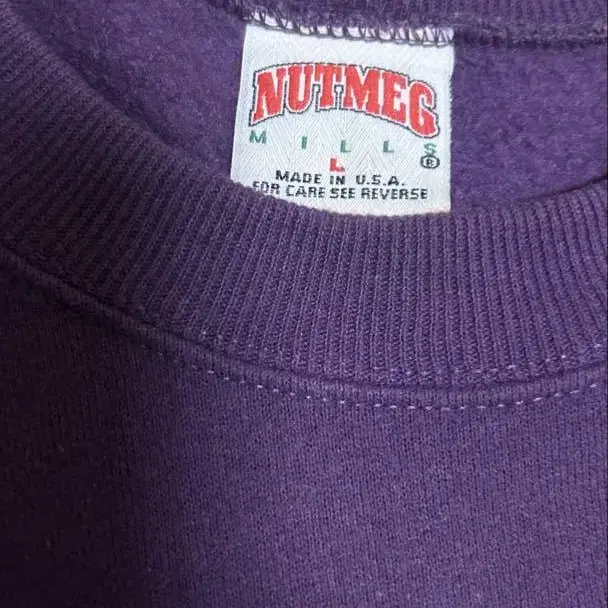 NUTMEG
MILLS
®
L
MADE IN U.S.A.
FOR CARE SEE REVERSE